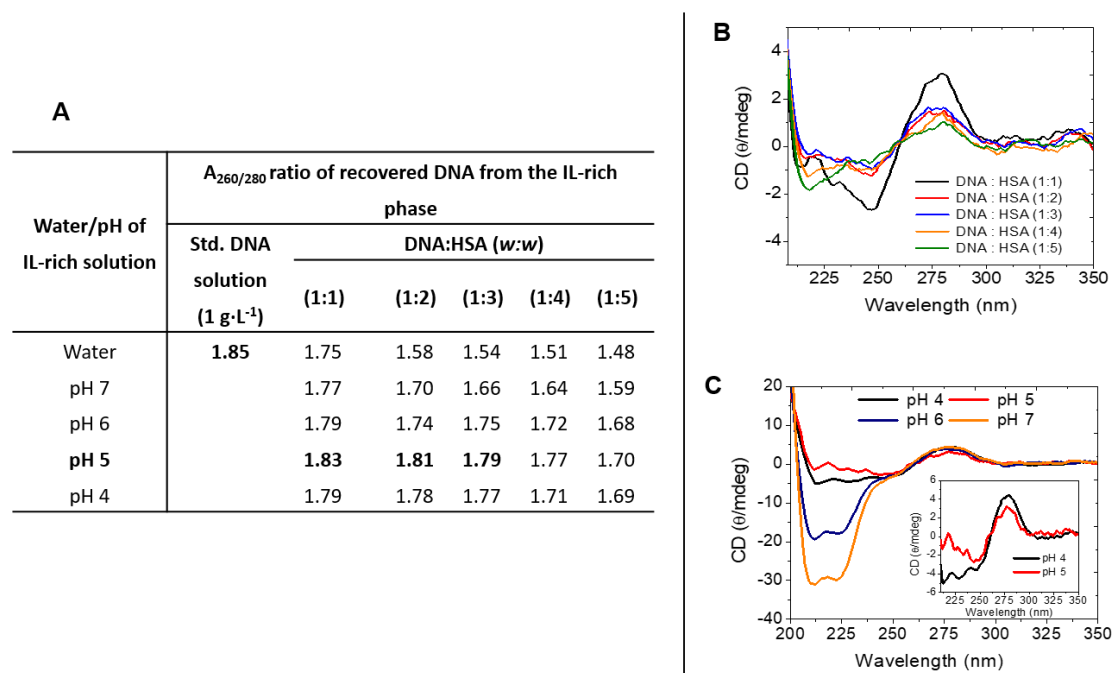 A
Water/pH of
IL-rich solution
A260/280 ratio of recovered DNA from the IL-rich
phase
Std. DNA
solution
(1 g·L-1)
DNA:HSA (w:w)
(1:1) (1:2) (1:3) (1:4) (1:5)
Water 1.85 1.75 1.58 1.54 1.51 1.48
pH 7 1.77 1.70 1.66 1.64 1.59
pH 6 1.79 1.74 1.75 1.72 1.68
pH 5 1.83 1.81 1.79 1.77 1.70
pH 4 1.79 1.78 1.77 1.71 1.69
B
CD (θ/mdeg)
4
2
0
-2
-4
DNA : HSA (1:1)
DNA : HSA (1:2)
DNA : HSA (1:3)
DNA : HSA (1:4)
DNA : HSA (1:5)
225 250 275 300 325 350
Wavelength (nm)
C
CD (θ/mdeg)
20
10
0
-10
-20
-30
-40
pH 4 pH 5
pH 6 pH 7
CD (θ/mdeg)
6
4
2
0
-2
-4
-6
pH 4
pH 5
225 250 275 300 325 350
Wavelength (nm)
200 225 250 275 300 325 350
Wavelength (nm)